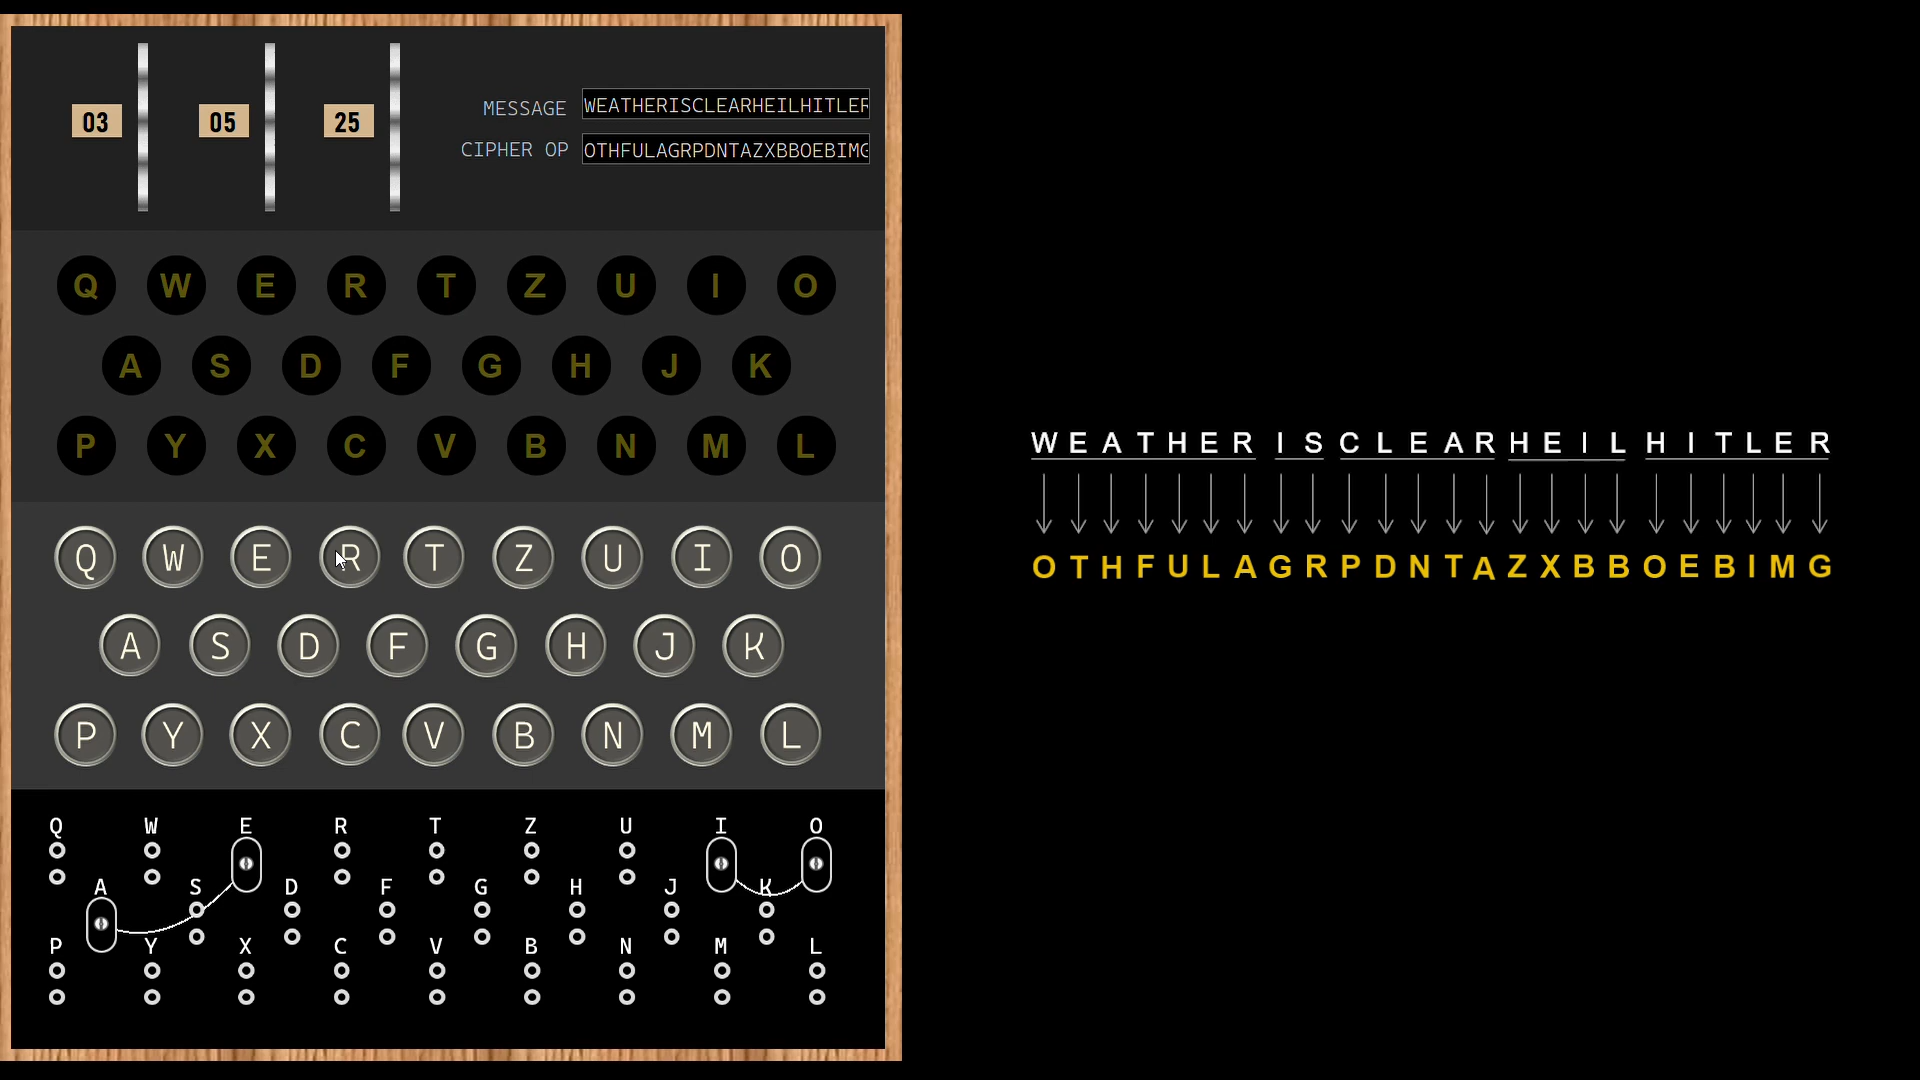 03 05 25
MESSAGE WEATHERISCLEARHEILHITLER
CIPHER OP OTHFULAGRPDNTAZXBBOEBIMG
Q W E R T Z U I O
A S D F G H J K
P Y X C V B N M L
Q W E R T Z U I O
A S D F G H J K
P Y X C V B N M L
Q W E R T Z U I O
A S D F G H J K
P Y X C V B N M L
WEATHER IS CLEAR HEIL HITLER
OTHFULAGRPDNTAZXBBOEBIMG